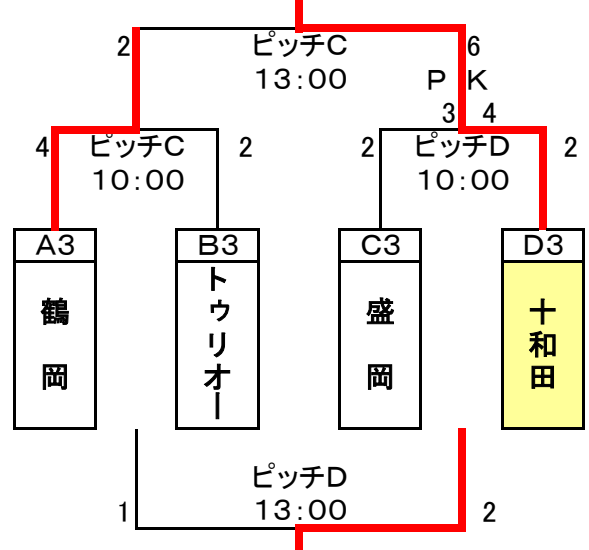 2 ピッチC 6
13:00 PK
3 4
4 ピッチC 2 2 ピッチD 2
10:00 10:00
A3 B3 C3 D3
鶴岡
トゥリオー
盛岡
十和田
ピッチD
1 13:00 2